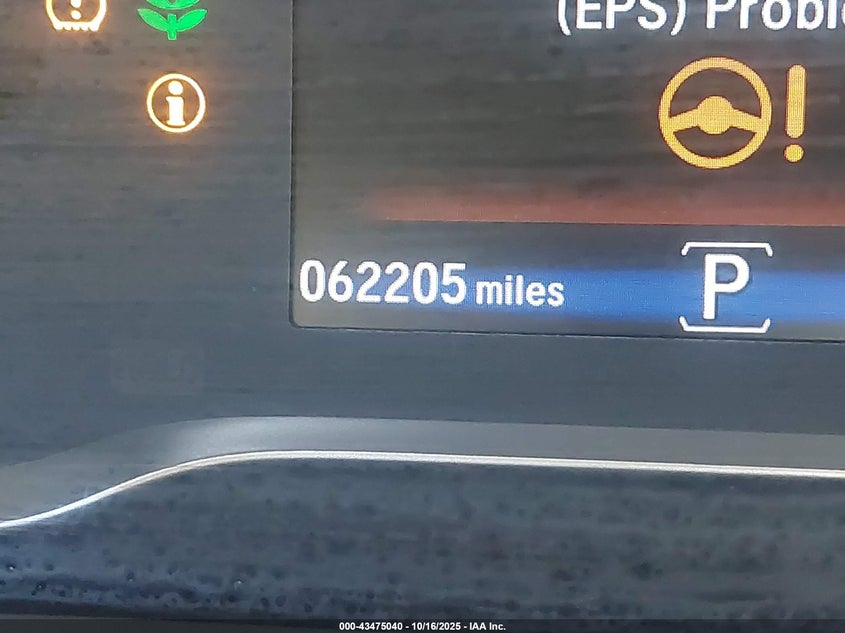 (EPS) Proble
062205 miles
P
000-43475040 - 10/16/2025 - IAA Inc.